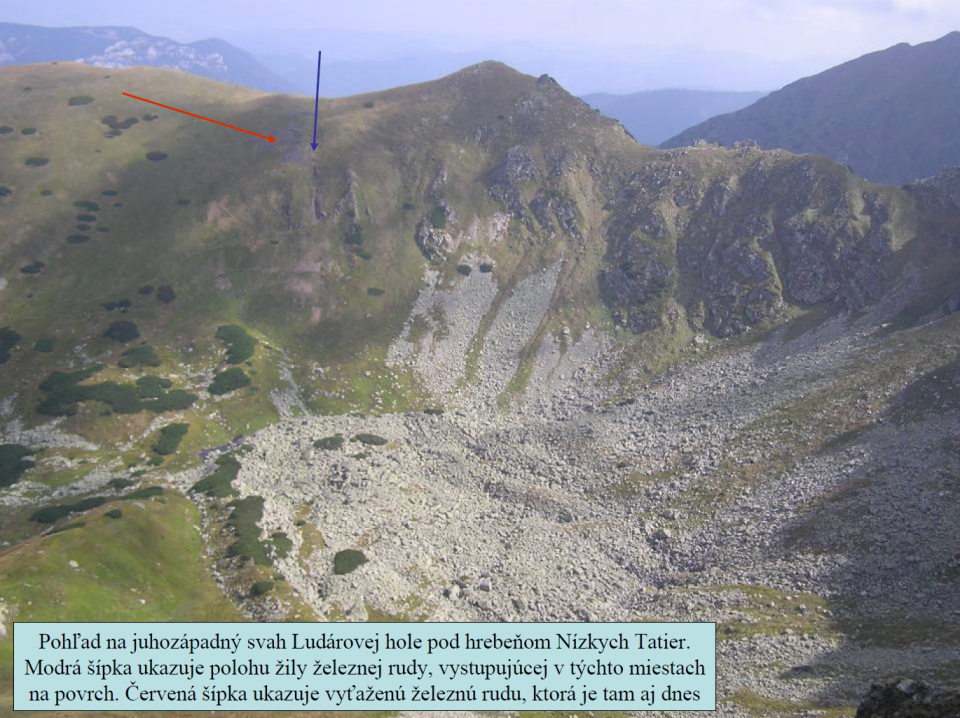 Pohľad na juhozápadný svah Ludárovej hole pod hrebeňom Nízkych Tatier.
Modrá šípka ukazuje polohu žily železnej rudy, vystupujúcej v týchto miestach
na povrch. Červená šípka ukazuje vyťaženú železnú rudu, ktorá je tam aj dnes